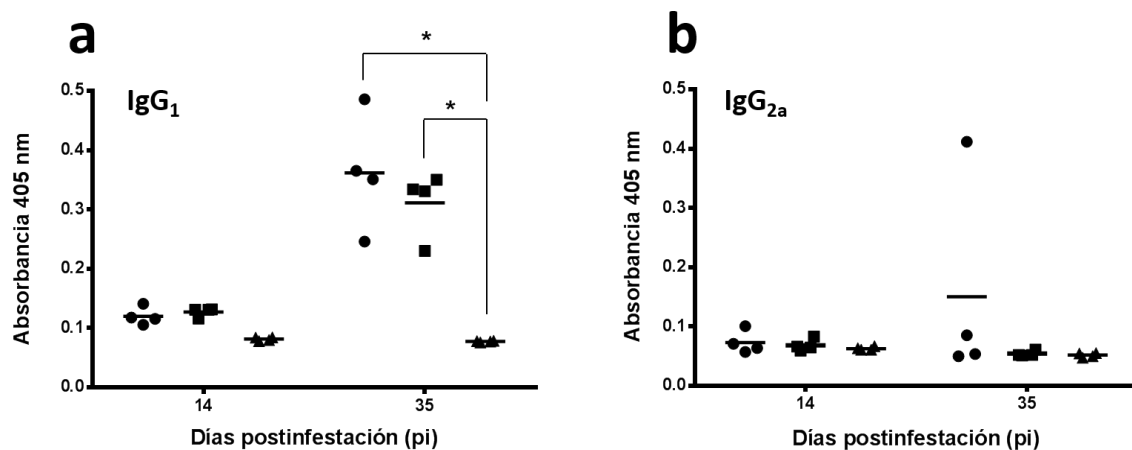 a
IgG1
*
*
Absorbancia 405 nm
0.5
0.4
0.3
0.2
0.1
0.0
14 35
Días postinfestación (pi)
b
IgG2a
Absorbancia 405 nm
0.5
0.4
0.3
0.2
0.1
0.0
14 35
Días postinfestación (pi)